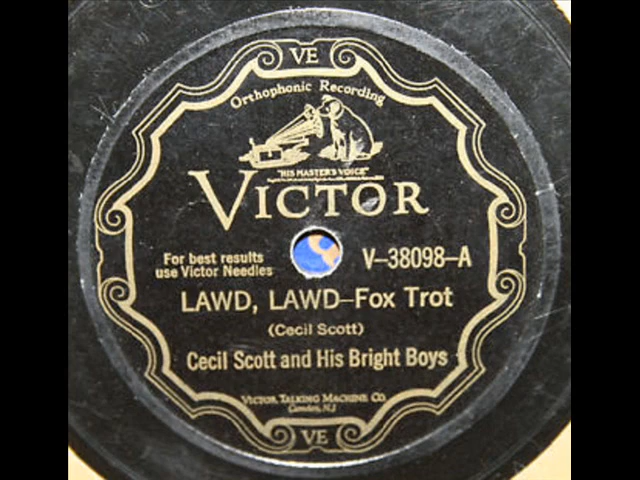 VE
Orthophonic Recording
"HIS MASTER'S VOICE"
VICTOR
For best results
use Victor Needles
V-38098-A
LAWD, LAWD-Fox Trot
(Cecil Scott)
Cecil Scott and His Bright Boys
VICTOR TALKING MACHINE CO.
Camden, N.J.
VE